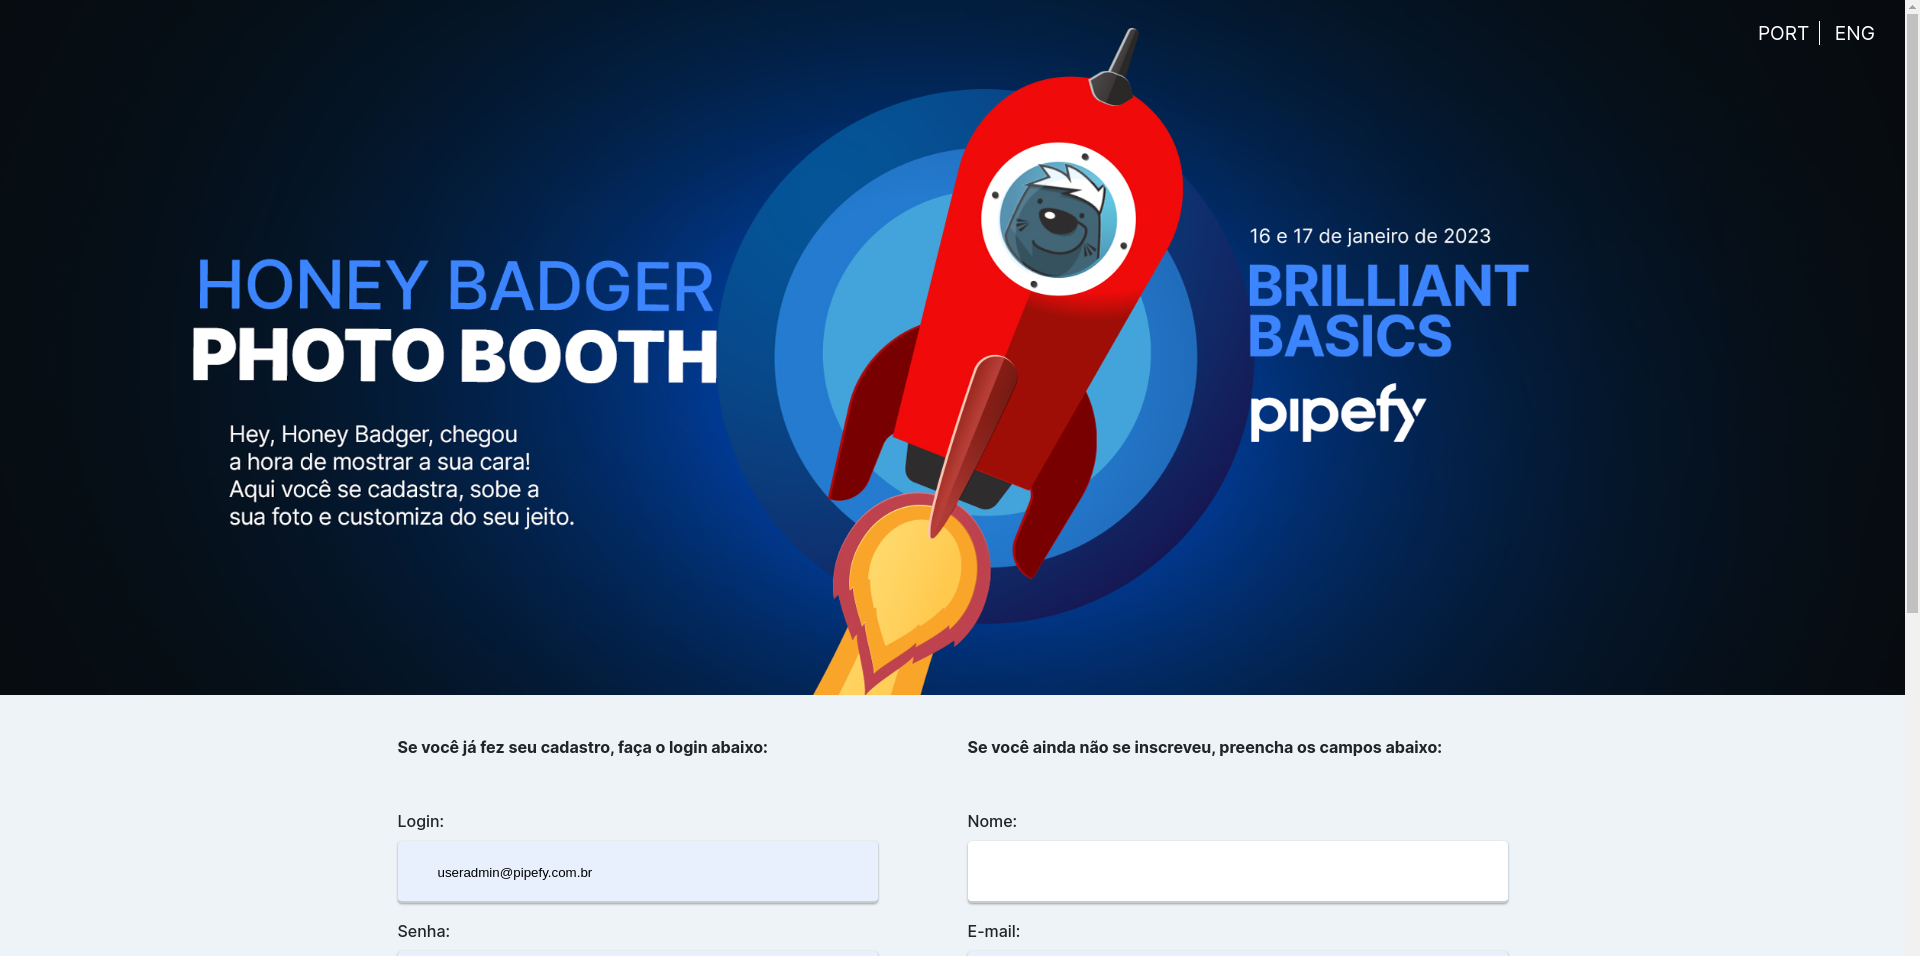 PORT | ENG
HONEY BADGER
PHOTO BOOTH
Hey, Honey Badger, chegou
a hora de mostrar a sua cara!
Aqui você se cadastra, sobe a
sua foto e customiza do seu jeito.
16 e 17 de janeiro de 2023
BRILLIANT
BASICS
pipefy
Se você já fez seu cadastro, faça o login abaixo:
Login:
useradmin@pipefy.com.br
Senha:
Se você ainda não se inscreveu, preencha os campos abaixo:
Nome:
E-mail: